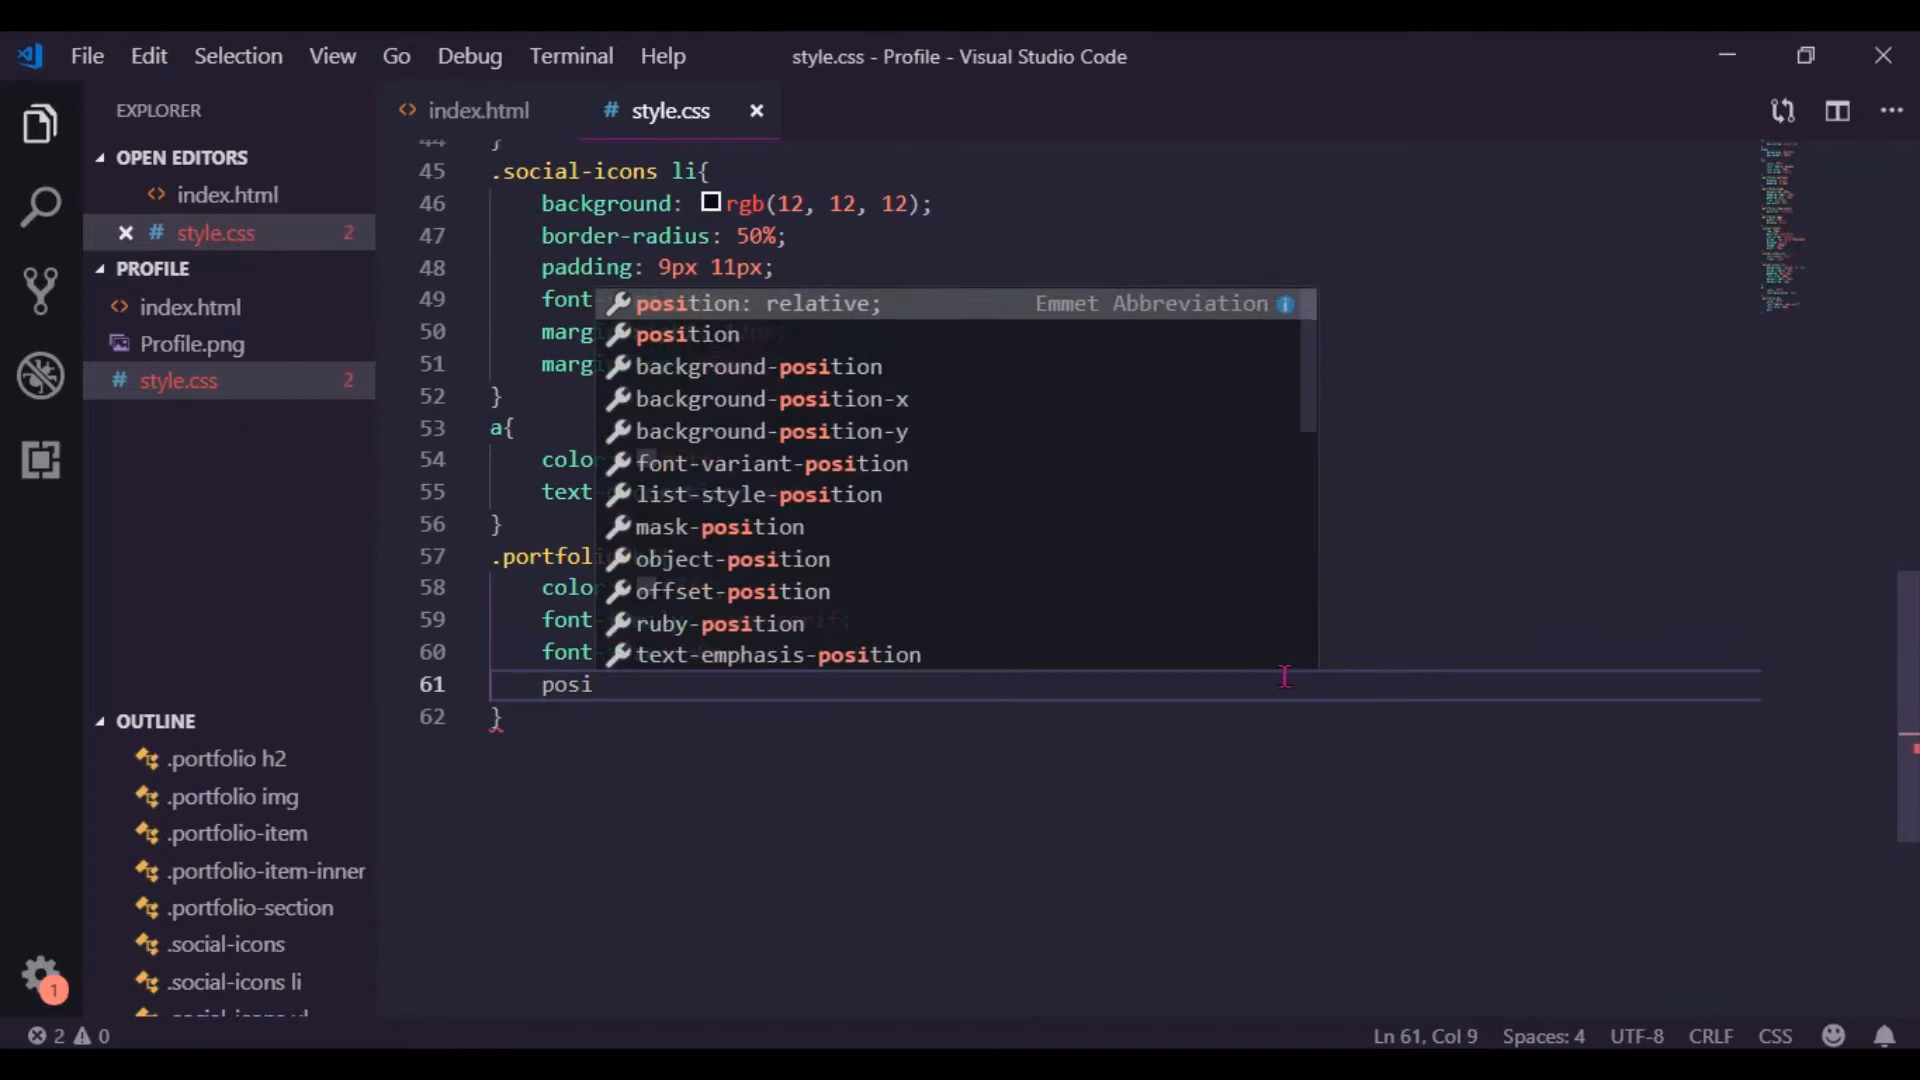 File Edit Selection View Go Debug Terminal Help
style.css - Profile - Visual Studio Code
EXPLORER
OPEN EDITORS
index.html
style.css 2
PROFILE
index.html
Profile.png
style.css 2
OUTLINE
.portfolio h2
.portfolio img
.portfolio-item
.portfolio-item-inner
.portfolio-section
.social-icons
.social-icons li
index.html
# style.css
44 }
45 .social-icons li{
46 background: rgb(12, 12, 12);
47 border-radius: 50%;
48 padding: 9px 11px;
49 font
50 margi
51 margi
52 }
53 a{
54 color
55 text
56 }
57 .portfoli
58 color
59 font
60 font
61 posi
62 }
position: relative; Emmet Abbreviation
position
background-position
background-position-x
background-position-y
font-variant-position
list-style-position
mask-position
object-position
offset-position
ruby-position
text-emphasis-position
1
2 0
Ln 61, Col 9 Spaces: 4 UTF-8 CRLF CSS